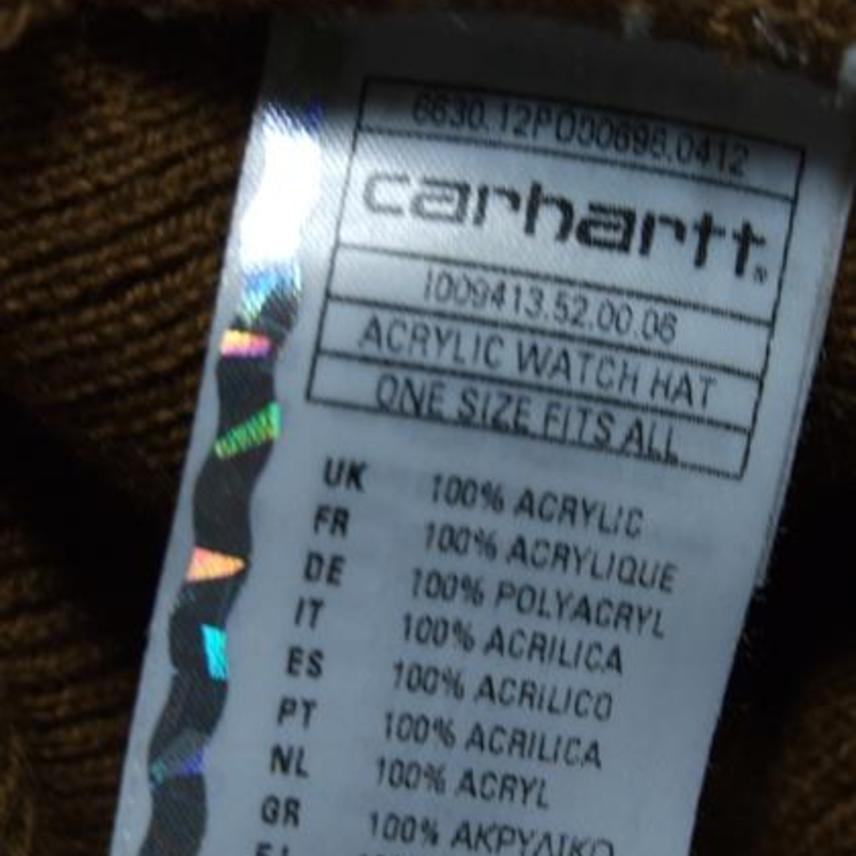 6630.12PO00698.0412
carhartt®
I009413.52.00.06
ACRYLIC WATCH HAT
ONE SIZE FITS ALL
UK 100% ACRYLIC
FR 100% ACRYLIQUE
DE 100% POLYACRYL
IT 100% ACRILICA
ES 100% ACRILICO
PT 100% ACRILICA
NL 100% ACRYL
GR 100% ΑΚΡΥΛΙΚΟ